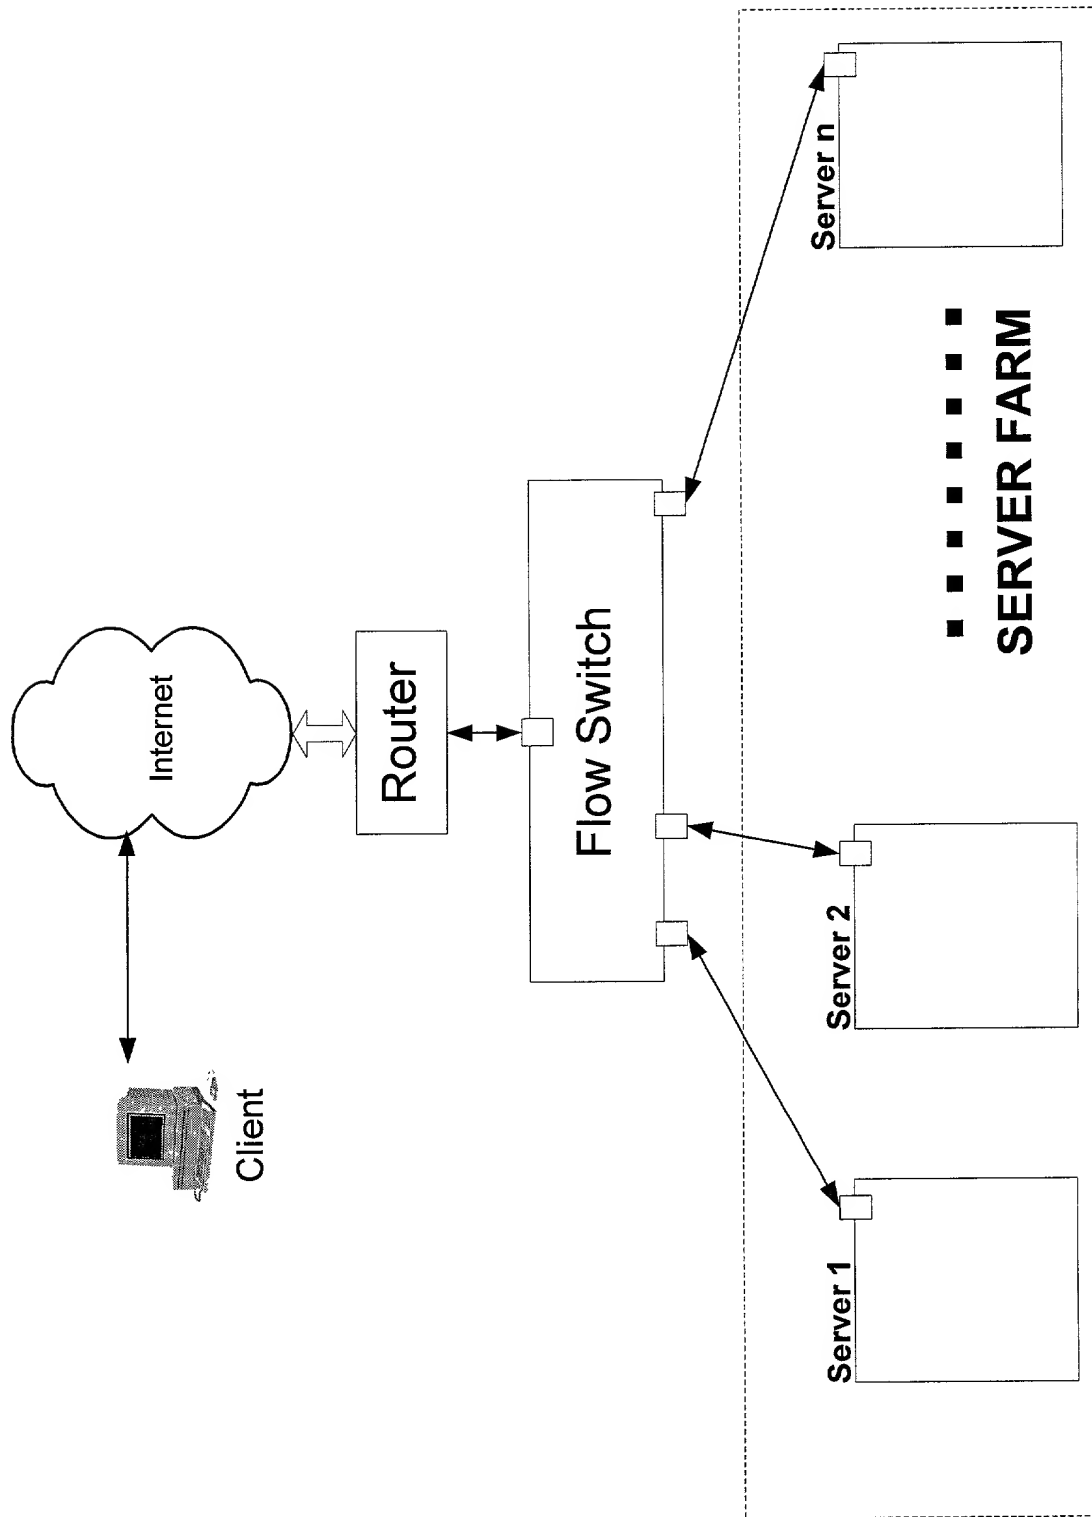 Client
Internet
Router
Flow Switch
Server 1
Server 2
Server n
SERVER FARM